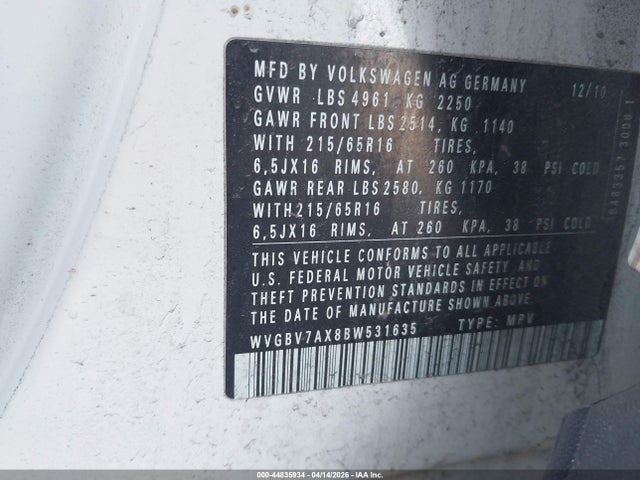 MFD BY VOLKSWAGEN AG GERMANY 12/10
GVWR LBS 4961, KG 2250
GAWR FRONT LBS 2514, KG 1140
WITH 215/65R16 TIRES,
6,5JX16 RIMS, AT 260 KPA, 38 PSI COLD
GAWR REAR LBS 2580, KG 1170
WITH 215/65R16 TIRES,
6,5JX16 RIMS, AT 260 KPA, 38 PSI COLD
THIS VEHICLE CONFORMS TO ALL APPLICABLE
U.S. FEDERAL MOTOR VEHICLE SAFETY AND
THEFT PREVENTION STANDARDS IN EFFECT ON
THE DATE OF MANUFACTURE SHOWN ABOVE.
WVGBV7AX8BW531635 TYPE: MPV
000-44835934 - 04/14/2026 - IAA Inc.